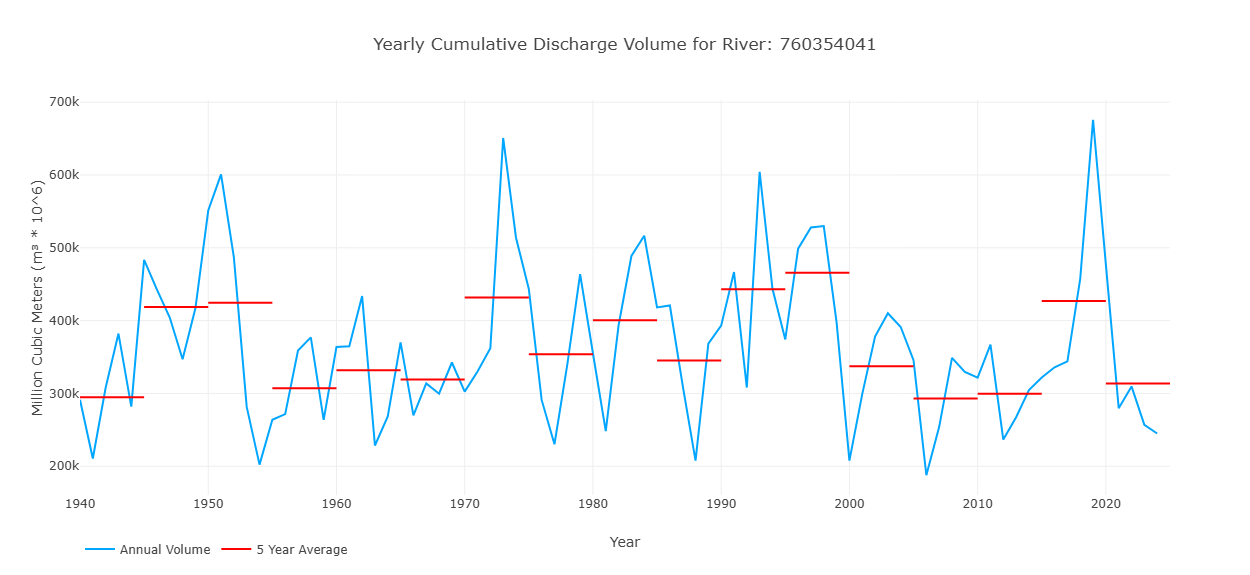 Yearly Cumulative Discharge Volume for River: 760354041
Million Cubic Meters (m³ * 10^6)
700k
600k
500k
400k
300k
200k
1940
1950
1960
1970
1980
1990
2000
2010
2020
Year
Annual Volume
5 Year Average